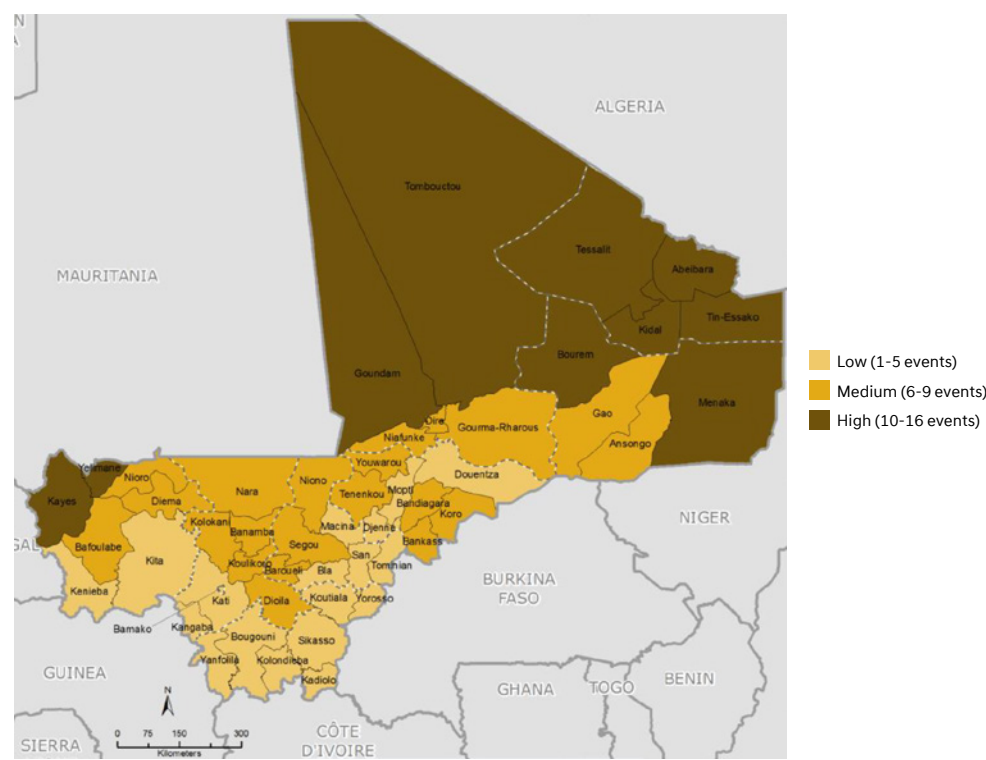 N
ALGERIA
Tombouctou
Tessalit
MAURITANIA
Abeibara
Tin-Essako
Kidal
Bourem
Low (1-5 events)
Goundam
Medium (6-9 events)
Menaka
Gao
High (10-16 events)
Dire
Gourma-Rharous
Niafunke
Ansongo
Youwarou
Yelimane
Douentza
Nioro
Niono
Nara
Tenenkou
Mopti
Kayes
Diema
Bandiagara
Koro
NIGER
Kolokani
Macina
Djenne
Banamba
Bankass
GAL
Bafoulabe
Segou
San
Kita
Koulikoro
Tominian
Baroueli
Bla
BURKINA
FASO
Kenieba
Kati
Dioila
Koutiala
Yorosso
Bamako
Kangaba
Bougouni
Sikasso
Yanfolila
Kolondieba
GUINEA
Kadiolo
BENIN
GHANA
TOGO
N
0 75 150 300
Kilometers
CÔTE
D'IVOIRE
SIERRA